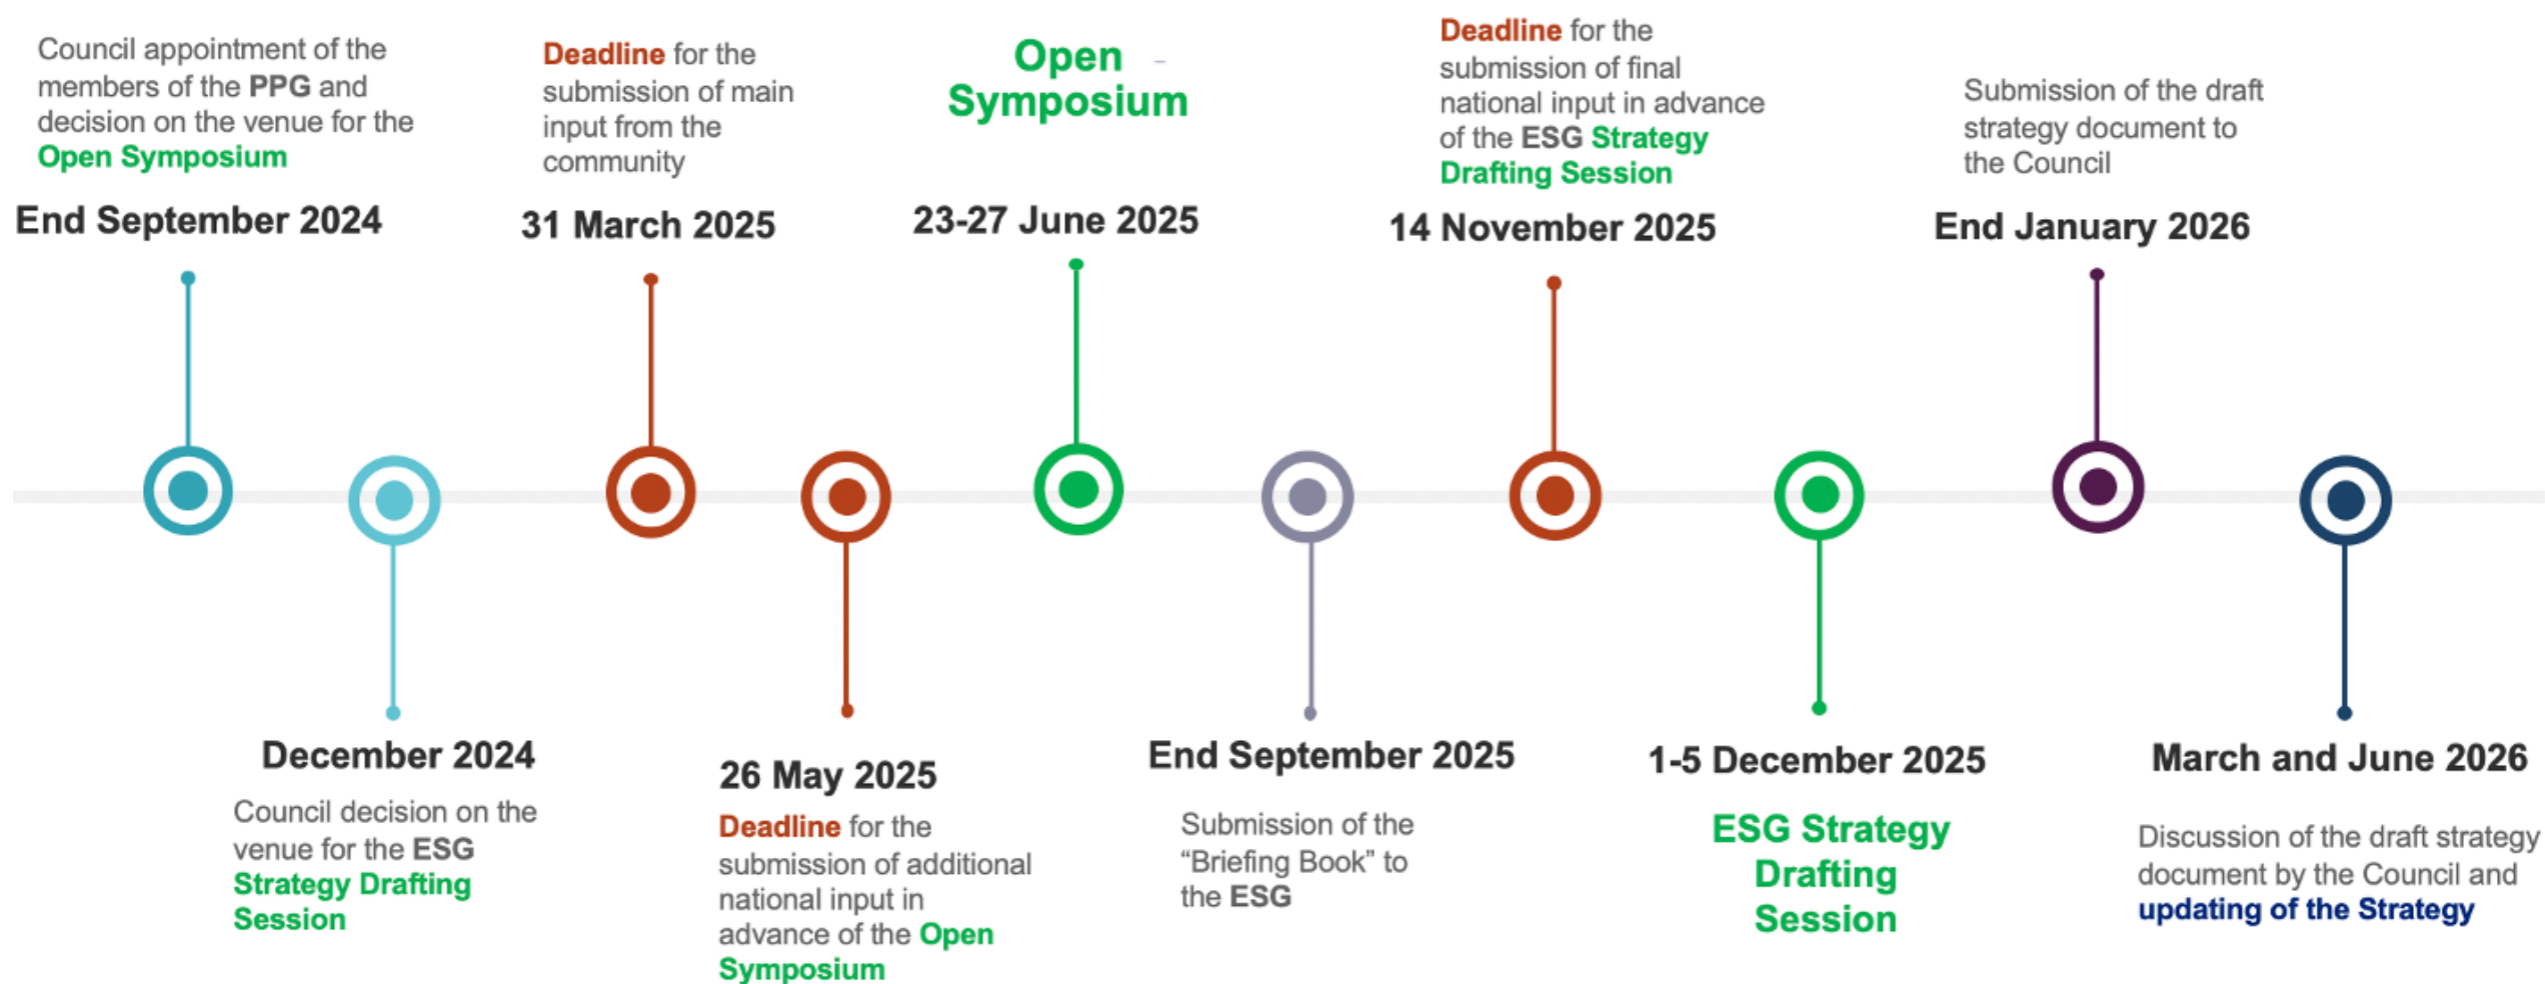 Council appointment of the
members of the PPG and
decision on the venue for the
Open Symposium
End September 2024
Deadline for the
submission of main
input from the
community
31 March 2025
Open
Symposium
23-27 June 2025
Deadline for the
submission of final
national input in advance
of the ESG Strategy
Drafting Session
14 November 2025
Submission of the draft
strategy document to
the Council
End January 2026
December 2024
Council decision on the
venue for the ESG
Strategy Drafting
Session
26 May 2025
Deadline for the
submission of additional
national input in
advance of the Open
Symposium
End September 2025
Submission of the
“Briefing Book” to
the ESG
1-5 December 2025
ESG Strategy
Drafting
Session
March and June 2026
Discussion of the draft strategy
document by the Council and
updating of the Strategy